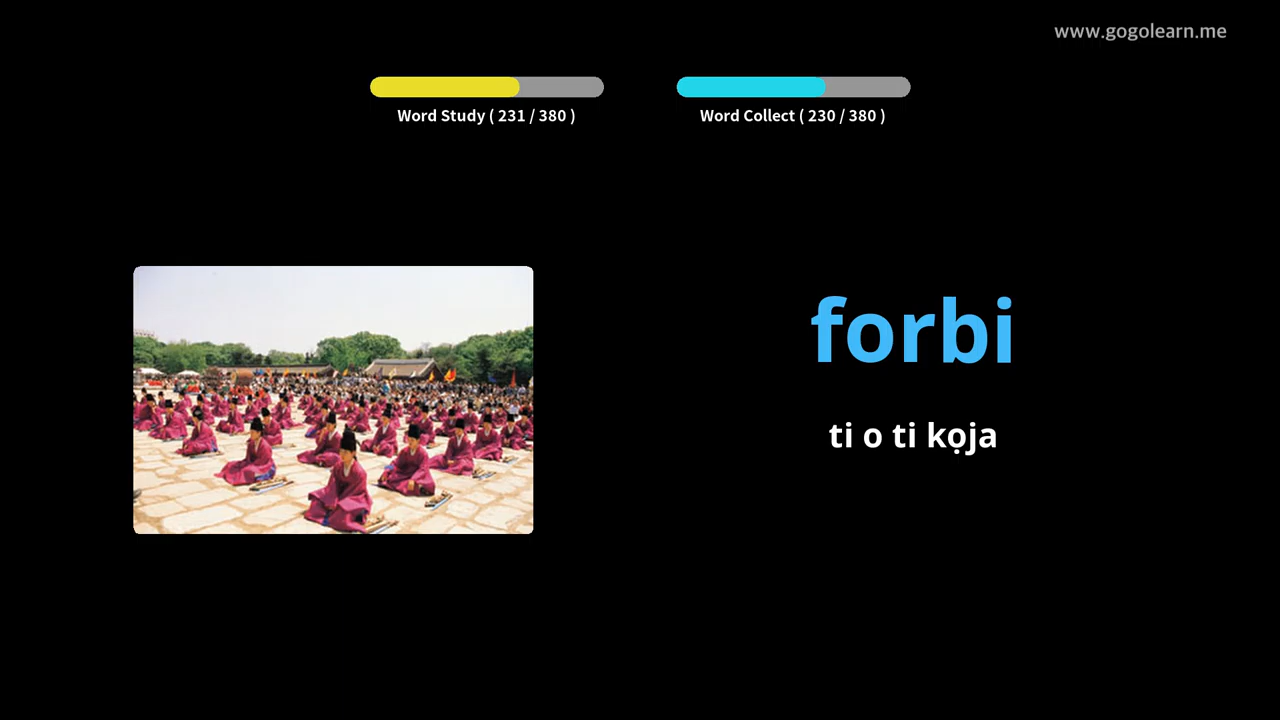 www.gogolearn.me
Word Study ( 231 / 380 )
Word Collect ( 230 / 380 )
forbi
ti o ti kọja